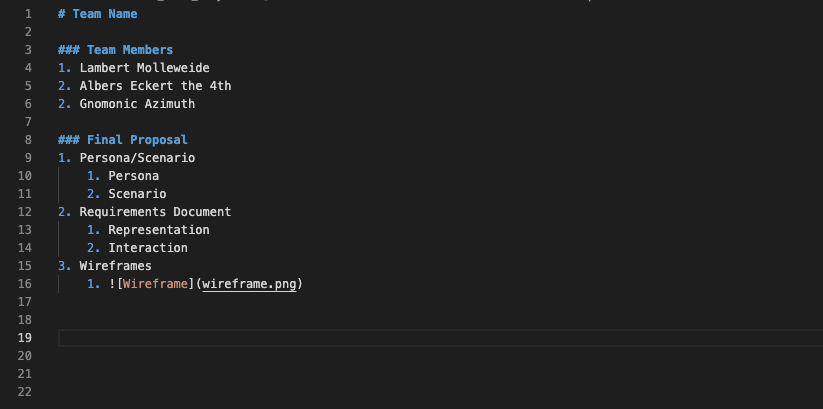 1 # Team Name
2
3 ### Team Members
4 1. Lambert Molleweide
5 2. Albers Eckert the 4th
6 2. Gnomonic Azimuth
7
8 ### Final Proposal
9 1. Persona/Scenario
10 1. Persona
11 2. Scenario
12 2. Requirements Document
13 1. Representation
14 2. Interaction
15 3. Wireframes
16 1. ![Wireframe](wireframe.png)
17
18
19
20
21
22